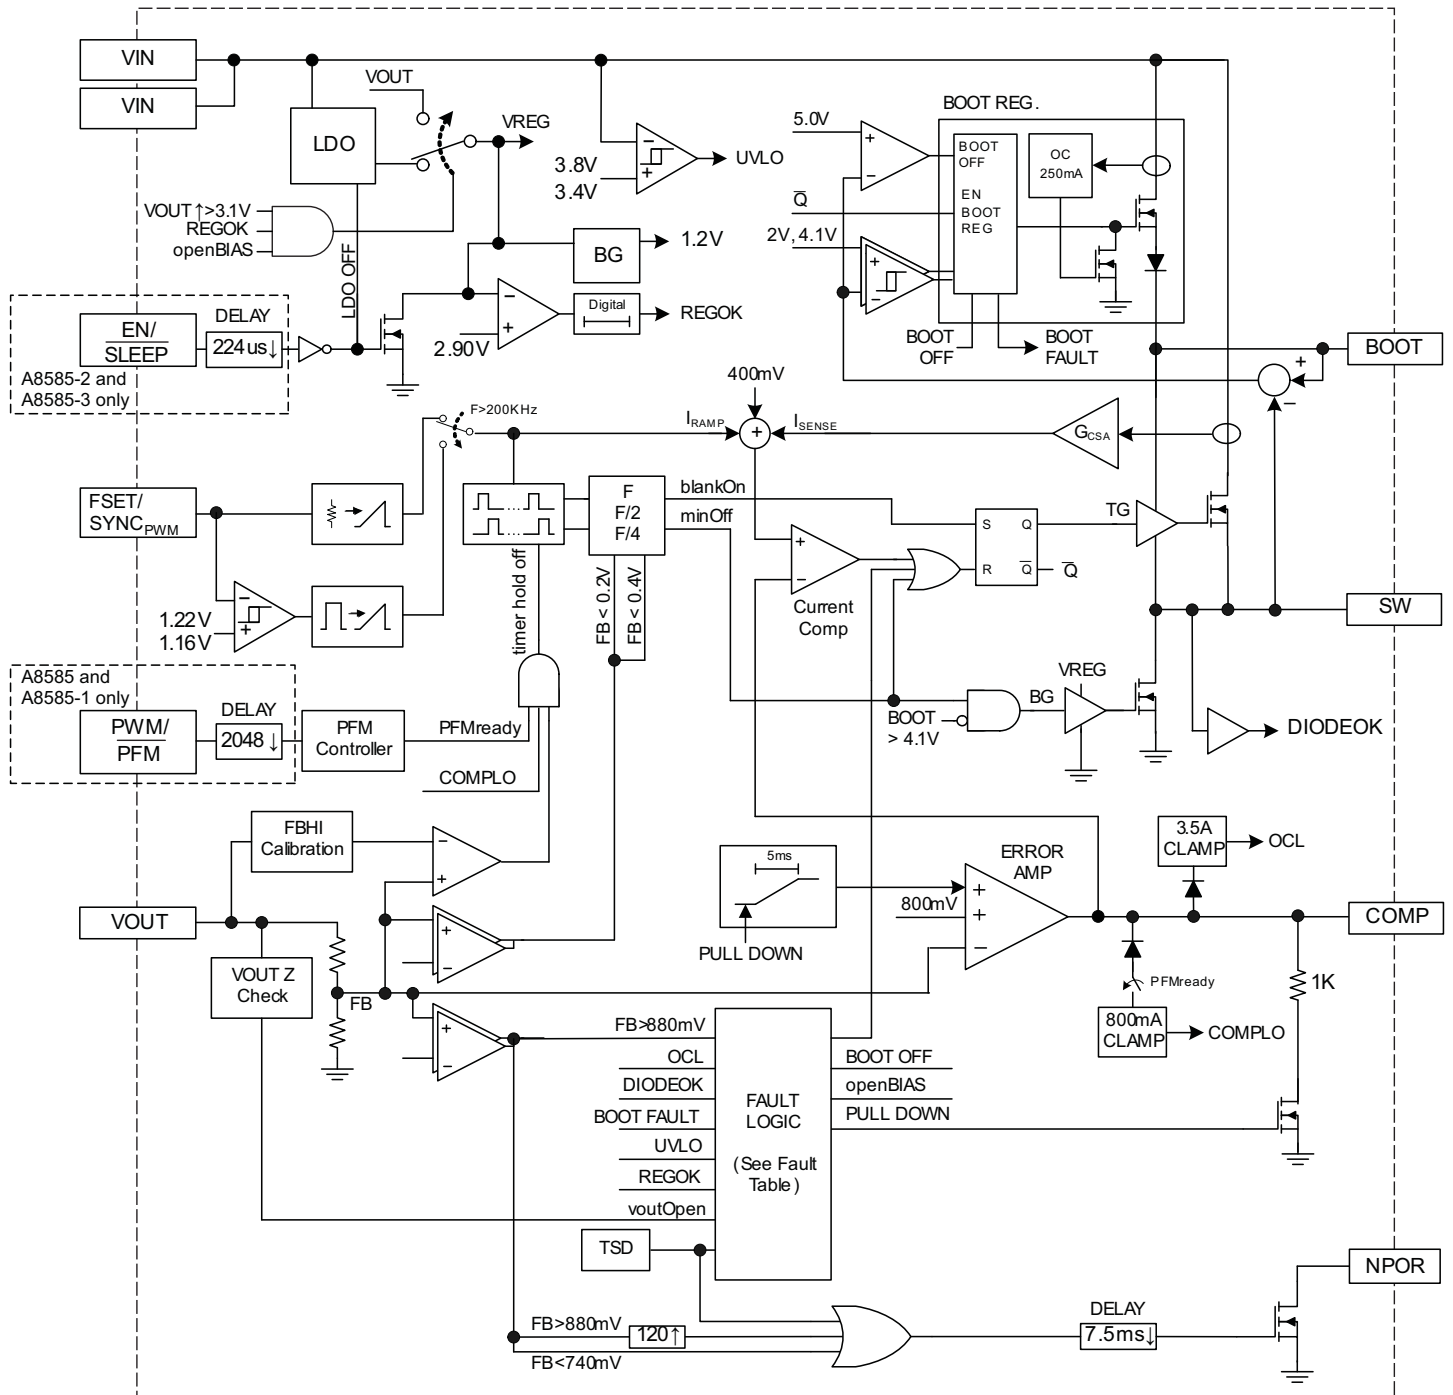 VIN
VIN
VOUT
LDO
VREG
3.8V
3.4V
UVLO
VOUT ↑>3.1V
REGOK
openBIAS
LDO OFF
BG
1.2V
2.90V
Digital
REGOK
EN/
SLEEP
DELAY
224us↓
A8585-2 and
A8585-3 only
BOOT REG.
5.0V
Q
2V, 4.1V
BOOT
OFF
EN
BOOT
REG
OC
250mA
BOOT
OFF
BOOT
FAULT
BOOT
+
–
F>200KHz
400mV
I RAMP
+
I SENSE
G CSA
FSET/
SYNC PWM
1.22V
1.16V
timer hold off
F
F/2
F/4
blankOn
minOff
FB < 0.2V
FB < 0.4V
Current
Comp
S Q
R Q
Q
TG
SW
A8585 and
A8585-1 only
PWM/
PFM
DELAY
2048 ↓
PFM
Controller
PFMready
COMPLO
BOOT
> 4.1V
BG
VREG
DIODEOK
FBHI
Calibration
VOUT
VOUT Z
Check
FB
5ms
PULL DOWN
800mV
ERROR
AMP
3.5A
CLAMP
OCL
COMP
PFMready
800mA
CLAMP
COMPLO
1K
FB>880mV
OCL
DIODEOK
BOOT FAULT
UVLO
REGOK
voutOpen
TSD
FAULT
LOGIC
(See Fault
Table)
BOOT OFF
openBIAS
PULL DOWN
FB>880mV
120↑
FB<740mV
DELAY
7.5ms↓
NPOR